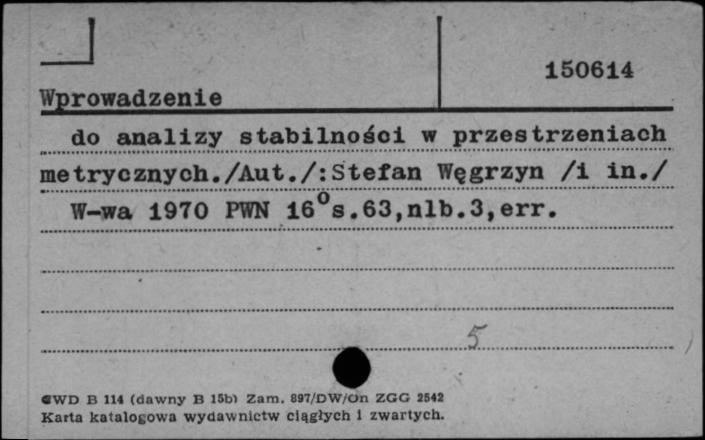 150614
Wprowadzenie
do analizy stabilności w przestrzeniach
metrycznych./Aut./:Stefan Węgrzyn /i in./
W-wa 1970 PWN 16⁰s.63,nlb.3,err.
5
CWD B 114 (dawny B 15b) Zam. 897/DW/on ZGG 2542
Karta katalogowa wydawnictw ciągłych i zwartych.